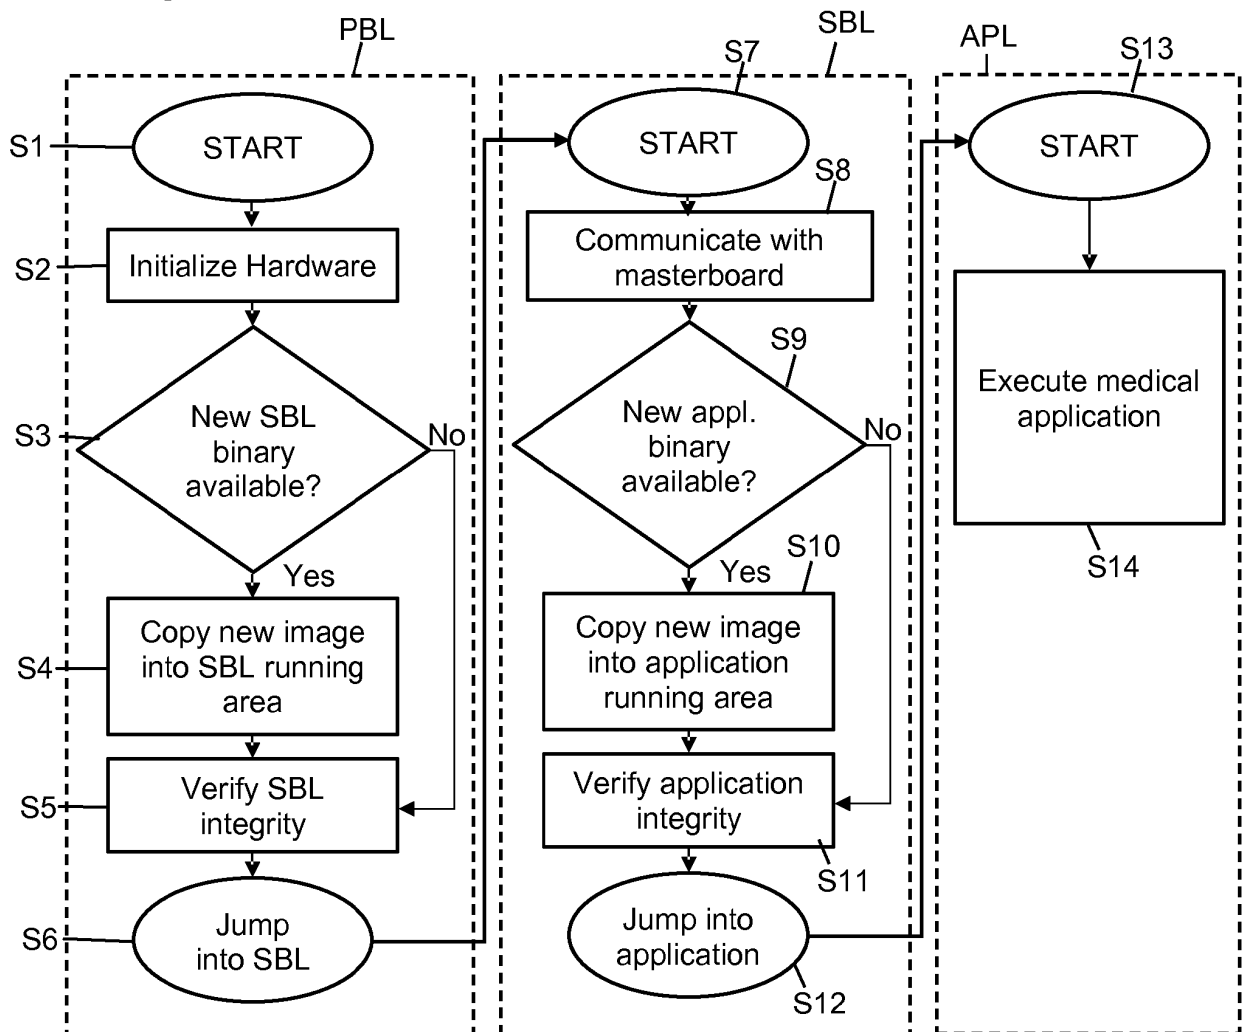 PBL
S1
START
S2
Initialize Hardware
S3
New SBL
binary
available?
No
Yes
S4
Copy new image
into SBL running
area
S5
Verify SBL
integrity
S6
Jump
into SBL
SBL
S7
START
S8
Communicate with
masterboard
S9
New appl.
binary
available?
No
Yes
S10
Copy new image
into application
running area
Verify application
integrity
S11
Jump into
application
S12
APL
S13
START
Execute medical
application
S14